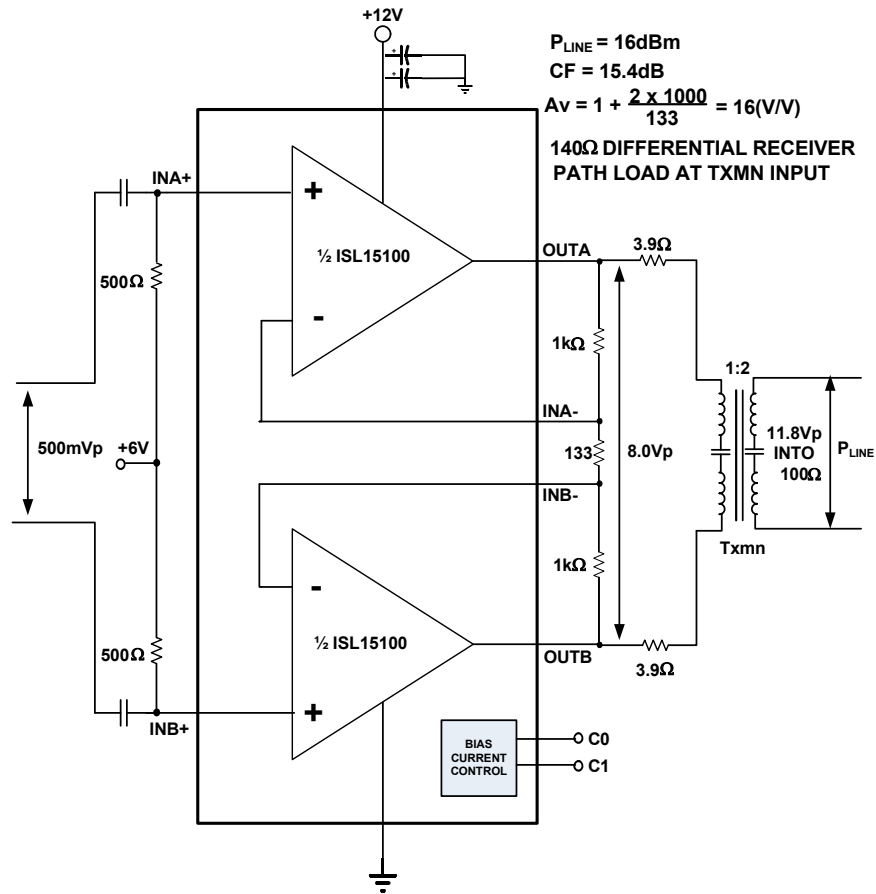 +12V
+
+
P_LINE = 16dBm
CF = 15.4dB
Av = 1 + 2 x 1000 / 133 = 16(V/V)
140Ω DIFFERENTIAL RECEIVER
PATH LOAD AT TXMN INPUT
INA+
+
½ ISL15100
-
OUTA
3.9Ω
500Ω
1kΩ
1:2
INA-
500mVp
+6V
133
8.0Vp
11.8Vp
INTO
100Ω
P_LINE
INB-
Txmn
-
1kΩ
½ ISL15100
500Ω
OUTB
3.9Ω
+
INB+
BIAS
CURRENT
CONTROL
C0
C1